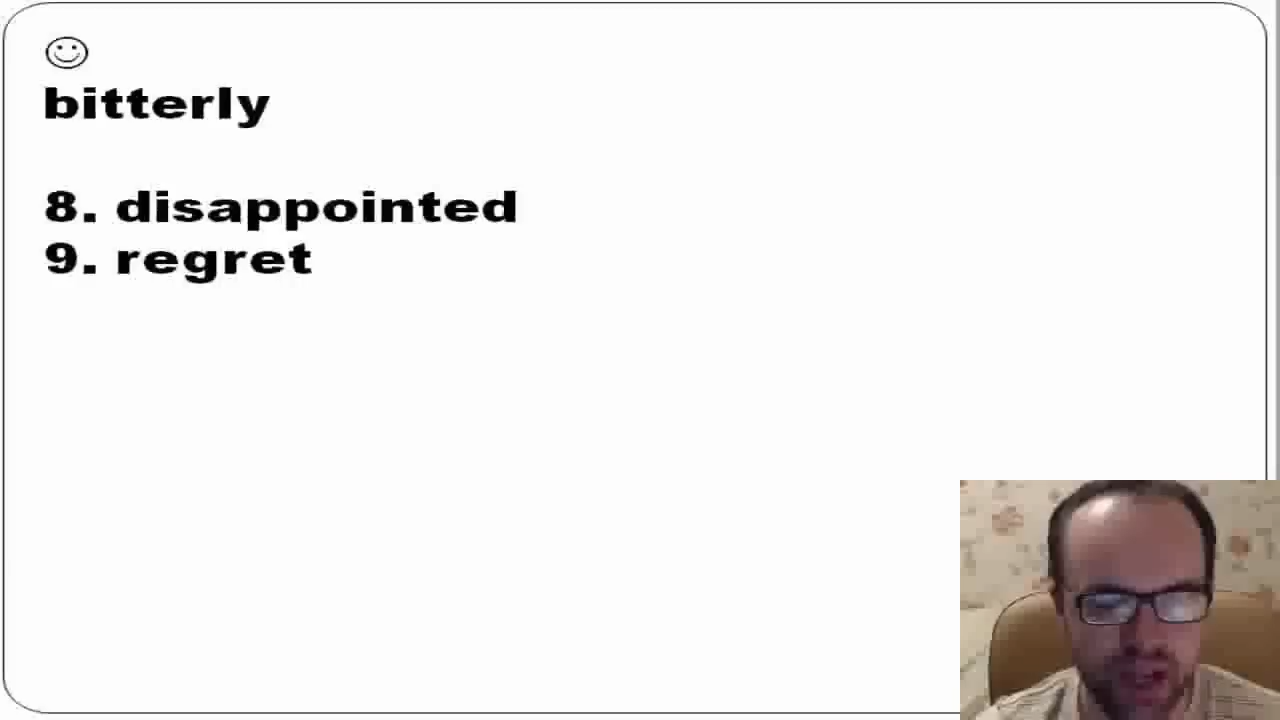 bitterly
8. disappointed
9. regret